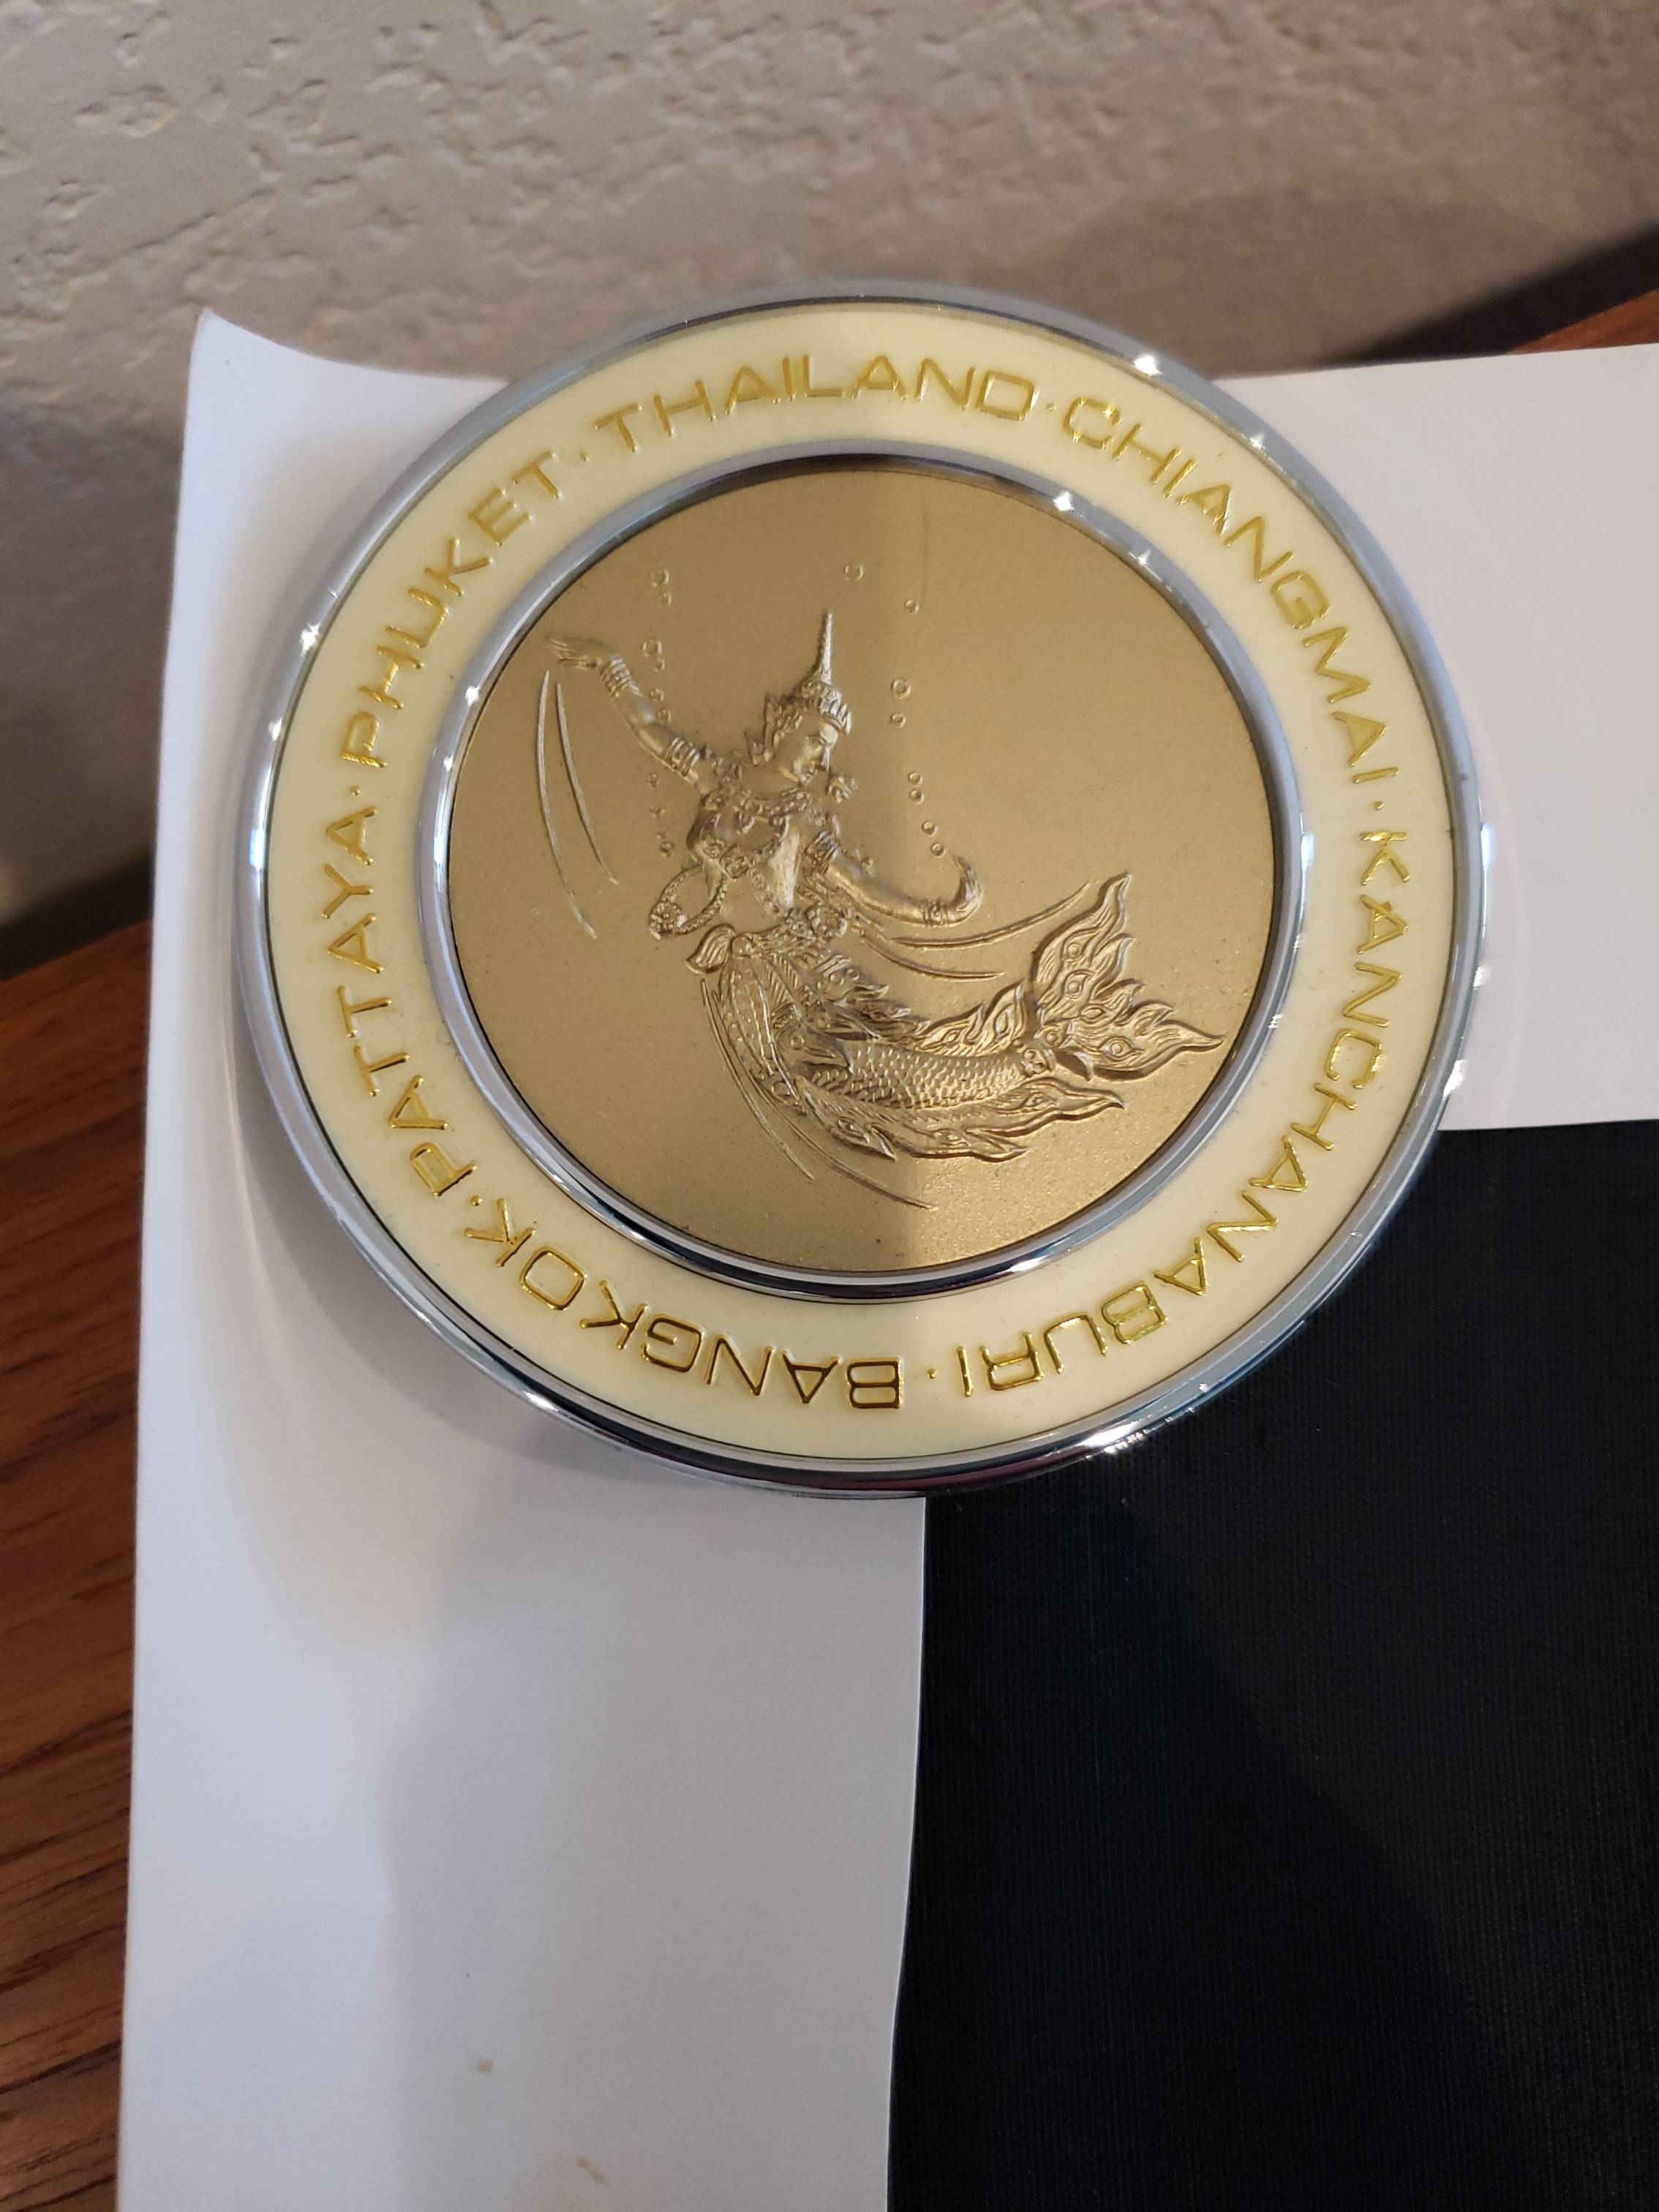 THAILAND · CHIANGMAI · KANCHANABURI · BANGKOK · PATTAYA · PHUKET ·